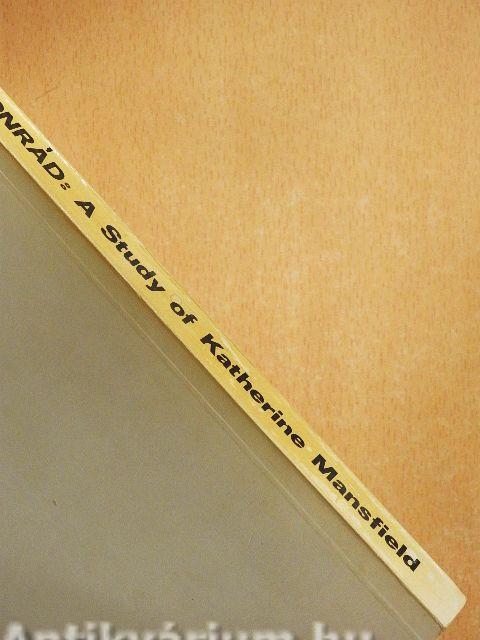 ONRÁD: A Study of Katherine Mansfield
Antikvárium.hu